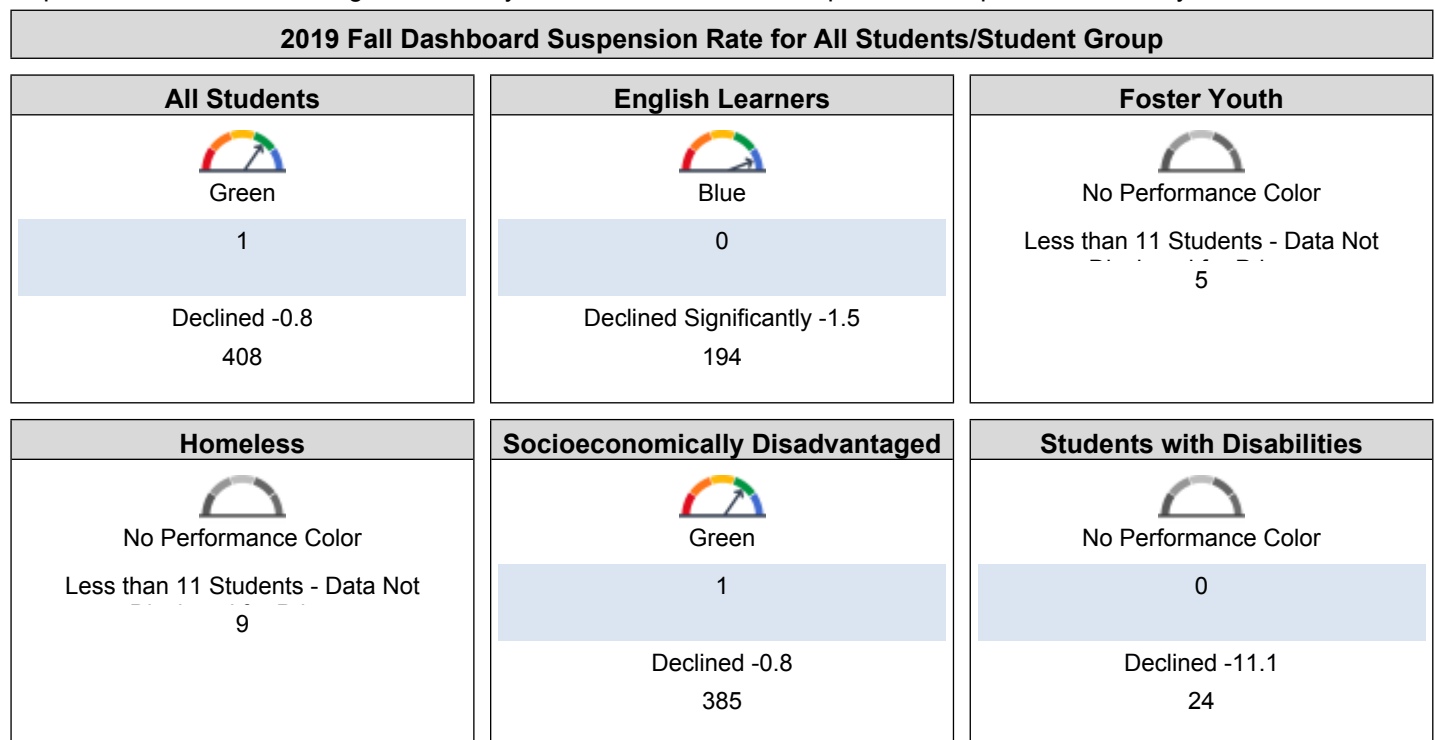 2019 Fall Dashboard Suspension Rate for All Students/Student Group
All Students
Green
1
Declined -0.8
408
English Learners
Blue
0
Declined Significantly -1.5
194
Foster Youth
No Performance Color
Less than 11 Students - Data Not
5
Homeless
No Performance Color
Less than 11 Students - Data Not
9
Socioeconomically Disadvantaged
Green
1
Declined -0.8
385
Students with Disabilities
No Performance Color
0
Declined -11.1
24